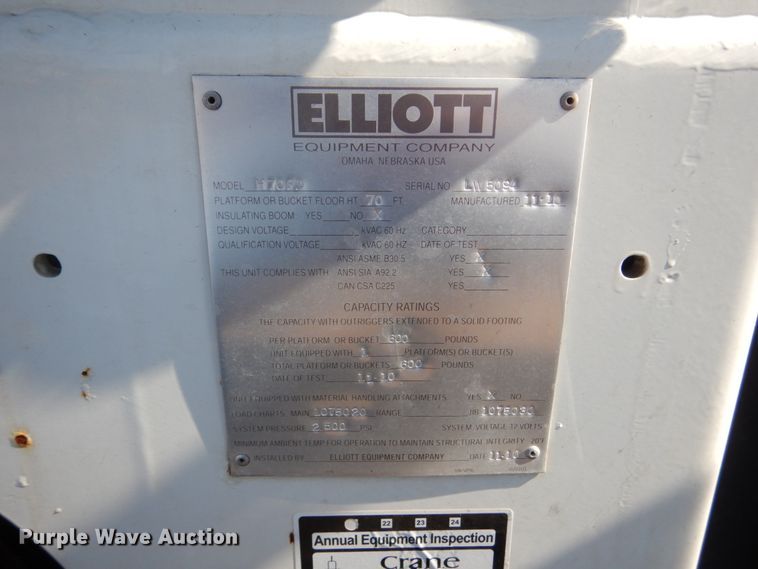 ELLIOTT
EQUIPMENT COMPANY
OMAHA, NEBRASKA USA
MODEL SERIAL NO LW5094
PLATFORM OR BUCKET FLOOR HT 70 FT. MANUFACTURED 11-10
INSULATING BOOM YES NO X
DESIGN VOLTAGE kVAC 60 Hz CATEGORY
QUALIFICATION VOLTAGE kVAC 60 HZ DATE OF TEST
ANSI ASME B30.5 YES X
THIS UNIT COMPLIES WITH ANSI SIA A92.2 YES X
CAN CSA C225 YES
CAPACITY RATINGS
THE CAPACITY WITH OUTRIGGERS EXTENDED TO A SOLID FOOTING
PER PLATFORM OR BUCKET 600 POUNDS
UNIT EQUIPPED WITH 1 PLATFORM(S) OR BUCKET(S)
TOTAL PLATFORM OR BUCKETS 600 POUNDS
DATE OF TEST 11-10
UNIT EQUIPPED WITH MATERIAL HANDLING ATTACHMENTS YES X NO
LOAD CHARTS MAIN 1075020 RANGE JIB 1075030
SYSTEM PRESSURE 2 500 PSI SYSTEM VOLTAGE 12 VOLTS
MINIMUM AMBIENT TEMP FOR OPERATION TO MAINTAIN STRUCTURAL INTEGRITY
INSTALLED BY ELLIOTT EQUIPMENT COMPANY DATE 11-10
22 23 24
Annual Equipment Inspection
Crane
Purple Wave Auction